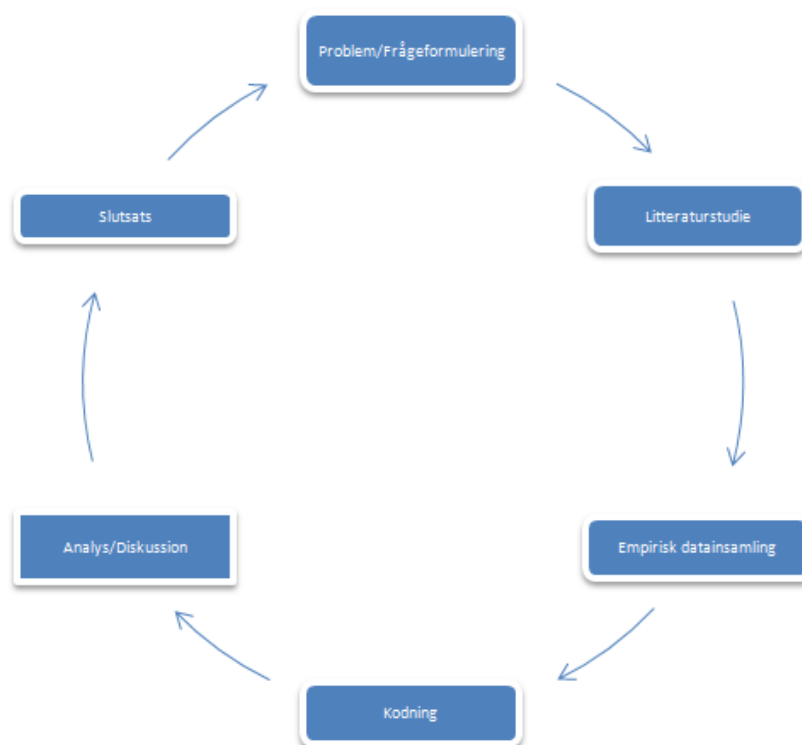 Problem/Frågeformulering
Litteraturstudie
Empirisk datainsamling
Kodning
Analys/Diskussion
Slutsats